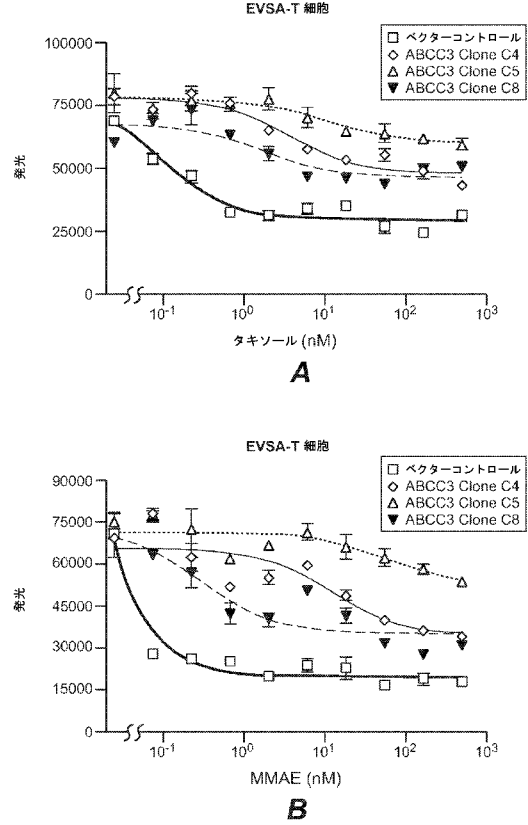 EVSA-T 細胞
100000
75000
50000
25000
0
発光
ベクターコントロール
ABCC3 Clone C4
ABCC3 Clone C5
ABCC3 Clone C8
10-1
100
101
102
103
タキソール (nM)
A
EVSA-T 細胞
90000
75000
60000
45000
30000
15000
0
発光
ベクターコントロール
ABCC3 Clone C4
ABCC3 Clone C5
ABCC3 Clone C8
10-1
100
101
102
103
MMAE (nM)
B